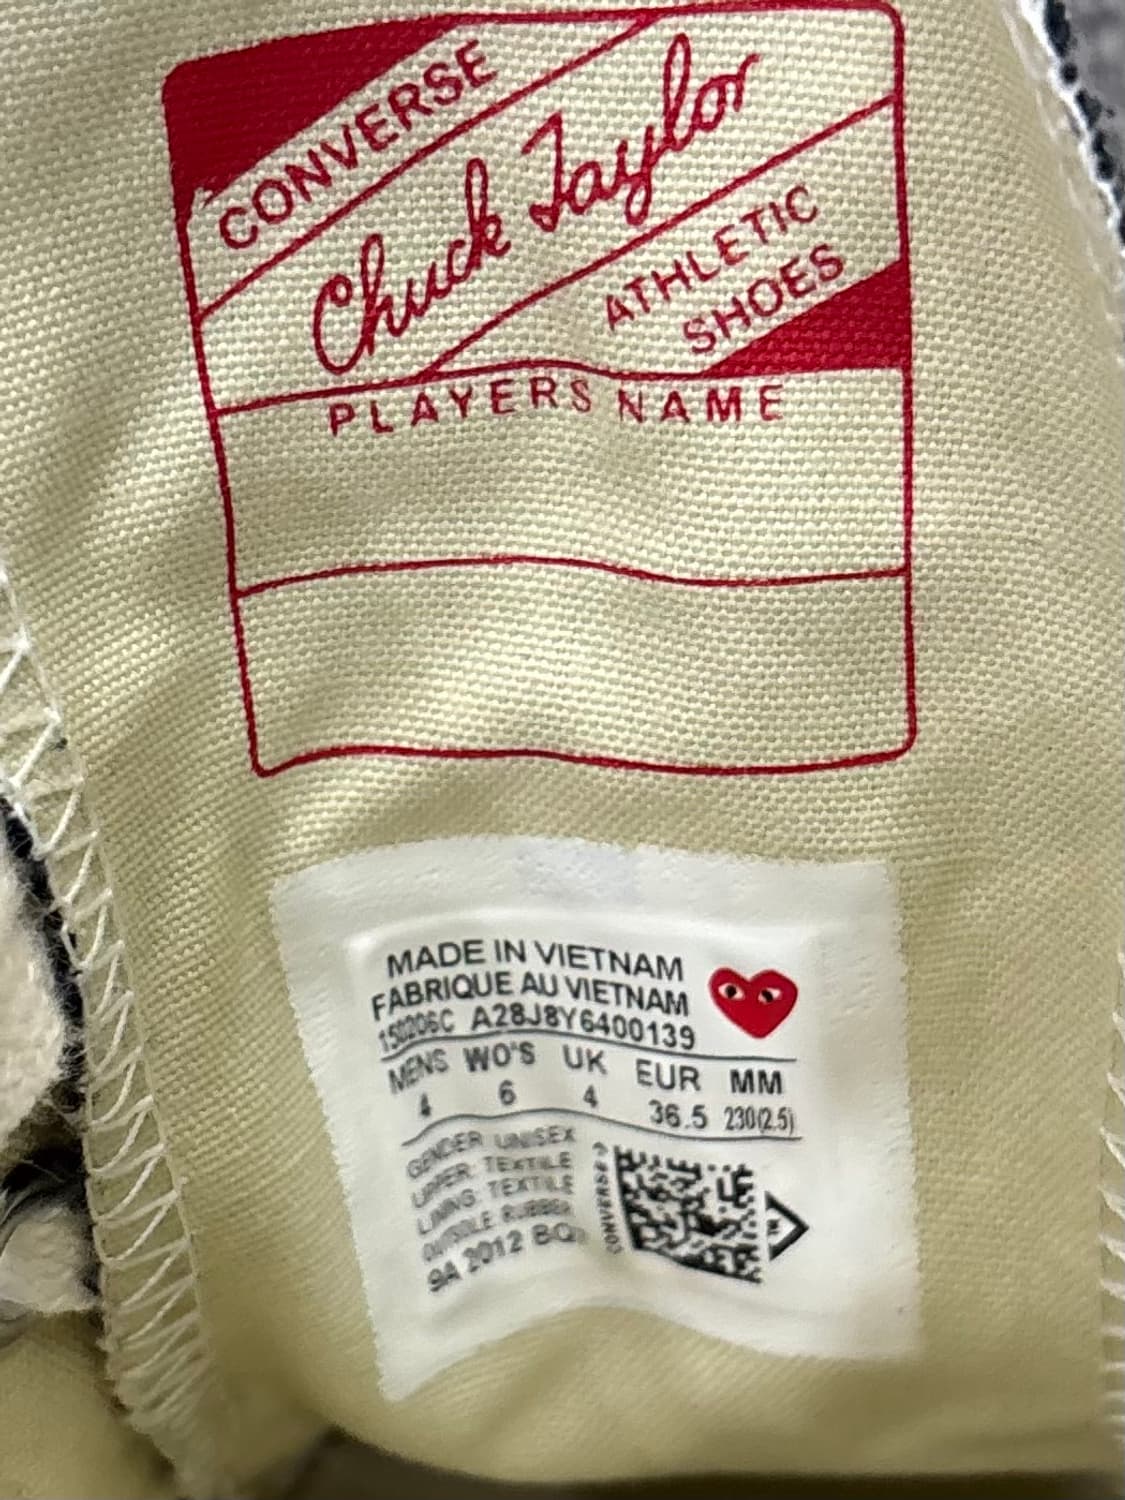 CONVERSE
Chuck Taylor
ATHLETIC
SHOES
PLAYERS NAME
MADE IN VIETNAM
FABRIQUE AU VIETNAM
150206C A28J8Y6400139
MENS WO'S UK EUR MM
4 6 4 36.5 230(2.5)
GENDER UNISEX
UPPER: TEXTILE
LINING: TEXTILE
OUTSOLE RUBBER
9A 2012 BQ
CONVERSE